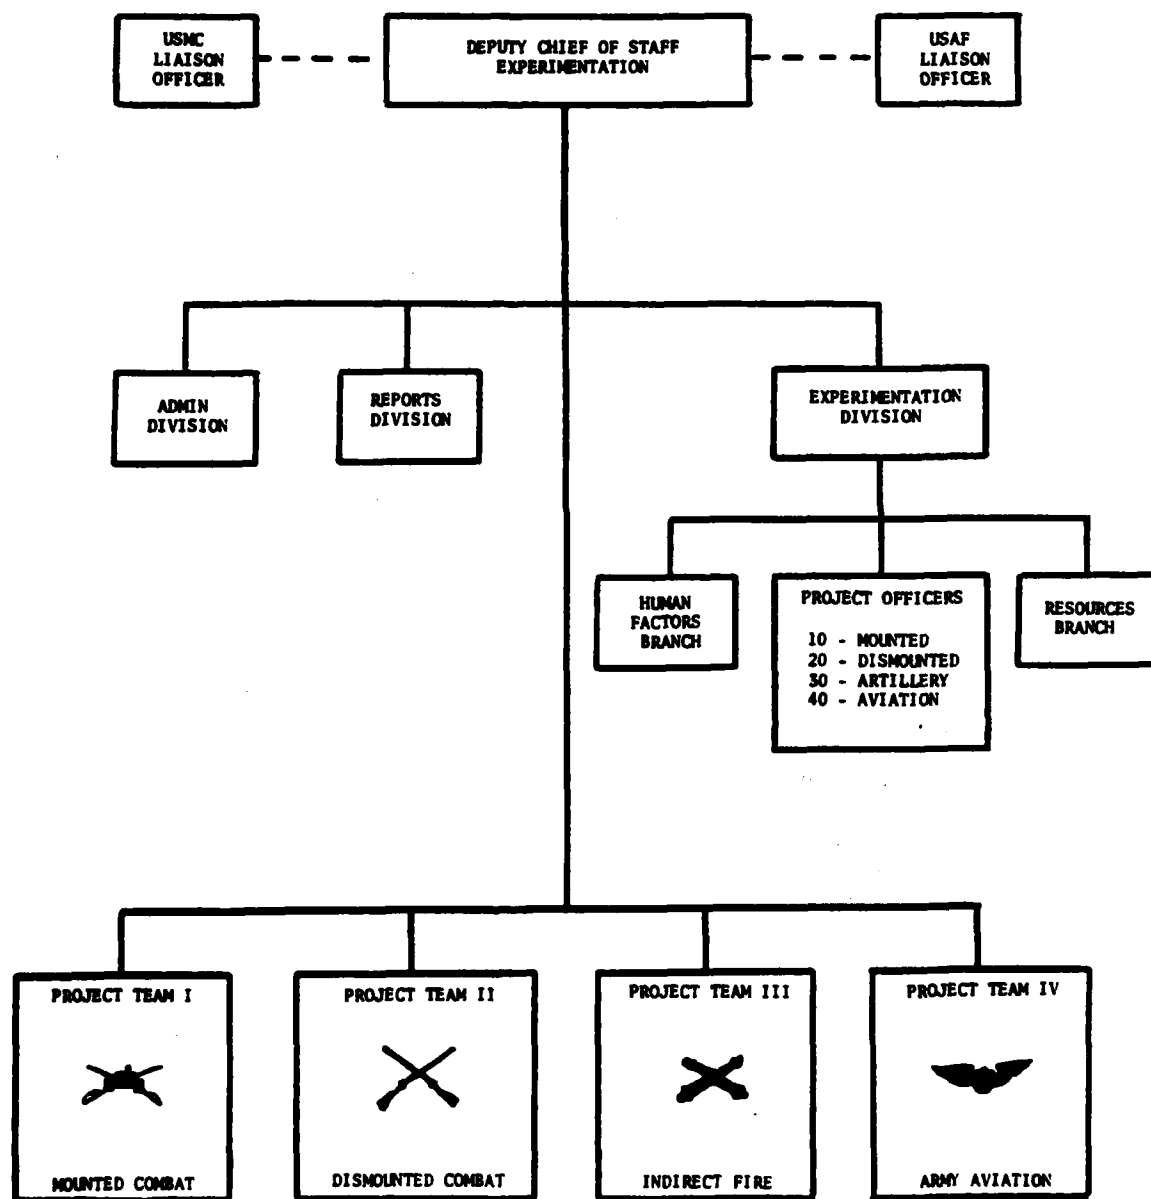 USMC
LIAISON
OFFICER
DEPUTY CHIEF OF STAFF
EXPERIMENTATION
USAF
LIAISON
OFFICER
ADMIN
DIVISION
REPORTS
DIVISION
EXPERIMENTATION
DIVISION
HUMAN
FACTORS
BRANCH
PROJECT OFFICERS
10 - MOUNTED
20 - DISMOUNTED
30 - ARTILLERY
40 - AVIATION
RESOURCES
BRANCH
PROJECT TEAM I
MOUNTED COMBAT
PROJECT TEAM II
DISMOUNTED COMBAT
PROJECT TEAM III
INDIRECT FIRE
PROJECT TEAM IV
ARMY AVIATION